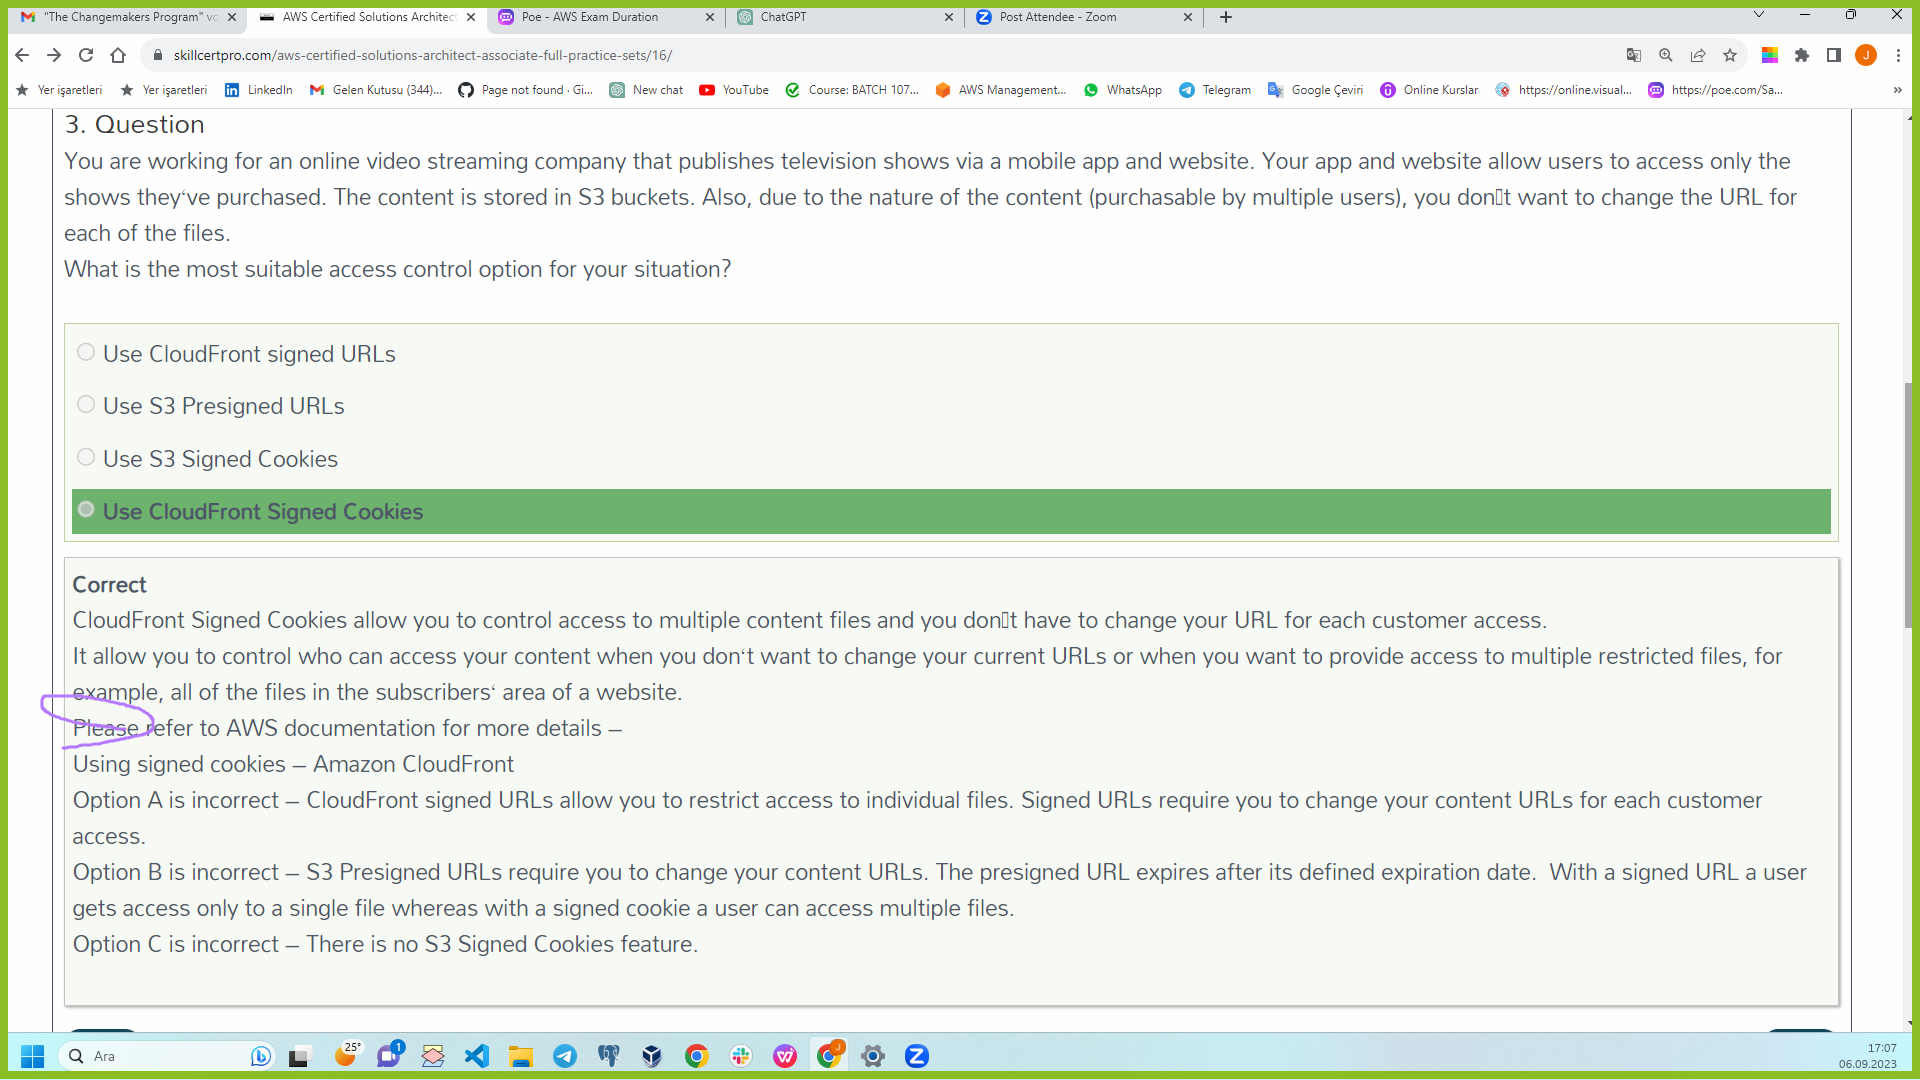 "The Changemakers Program" vo
AWS Certified Solutions Architect
Poe - AWS Exam Duration
ChatGPT
Post Attendee - Zoom
skillcertpro.com/aws-certified-solutions-architect-associate-full-practice-sets/16/
J
Yer işaretleri
Yer işaretleri
LinkedIn
Gelen Kutusu (344)...
Page not found · Gi...
New chat
YouTube
Course: BATCH 107...
AWS Management...
WhatsApp
Telegram
Google Çeviri
Online Kurslar
https://online.visual...
https://poe.com/Sa...
»
3. Question
You are working for an online video streaming company that publishes television shows via a mobile app and website. Your app and website allow users to access only the
shows they‘ve purchased. The content is stored in S3 buckets. Also, due to the nature of the content (purchasable by multiple users), you don▯t want to change the URL for
each of the files.
What is the most suitable access control option for your situation?
Use CloudFront signed URLs
Use S3 Presigned URLs
Use S3 Signed Cookies
Use CloudFront Signed Cookies
Correct
CloudFront Signed Cookies allow you to control access to multiple content files and you don▯t have to change your URL for each customer access.
It allow you to control who can access your content when you don‘t want to change your current URLs or when you want to provide access to multiple restricted files, for
example, all of the files in the subscribers‘ area of a website.
Please refer to AWS documentation for more details –
Using signed cookies – Amazon CloudFront
Option A is incorrect – CloudFront signed URLs allow you to restrict access to individual files. Signed URLs require you to change your content URLs for each customer
access.
Option B is incorrect – S3 Presigned URLs require you to change your content URLs. The presigned URL expires after its defined expiration date.  With a signed URL a user
gets access only to a single file whereas with a signed cookie a user can access multiple files.
Option C is incorrect – There is no S3 Signed Cookies feature.
Ara
25°
1
J
17:07
06.09.2023